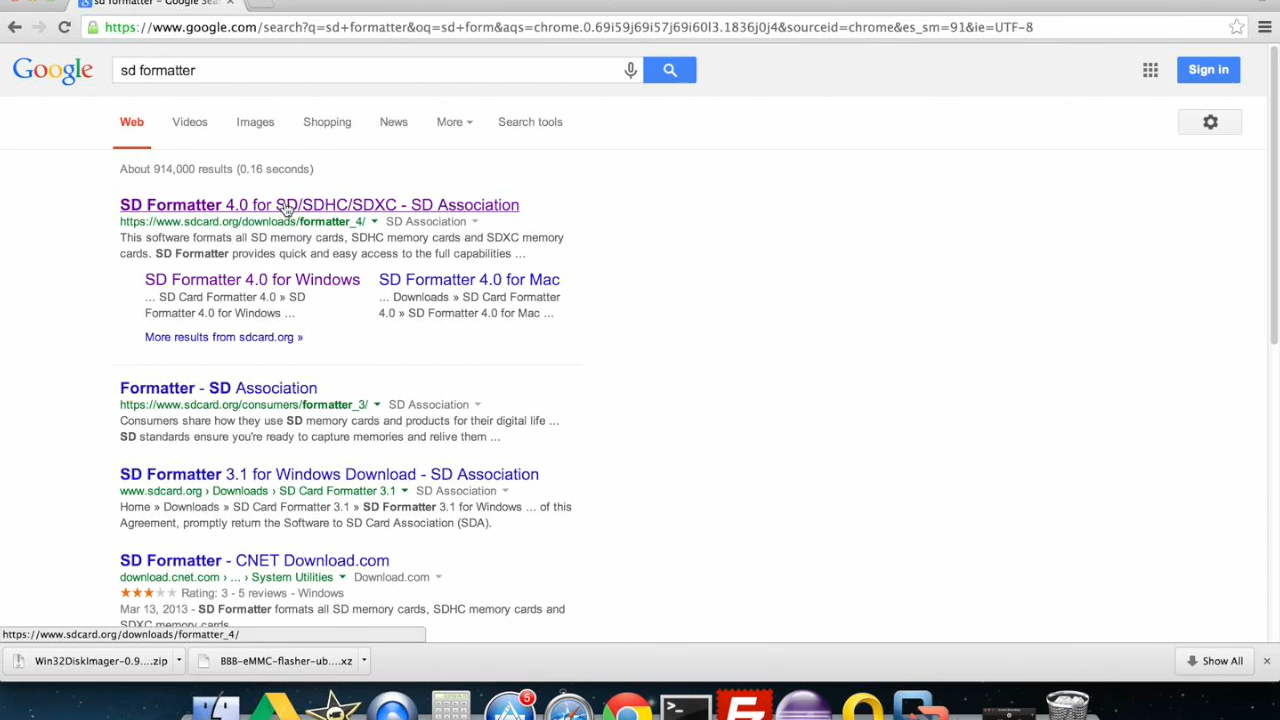 sd formatter - Google Sea
https://www.google.com/search?q=sd+formatter&oq=sd+form&aqs=chrome.0.69i59j69i57j69i60l3.1836j0j4&sourceid=chrome&es_sm=91&ie=UTF-8
Google sd formatter Sign in
Web Videos Images Shopping News More Search tools
About 914,000 results (0.16 seconds)
SD Formatter 4.0 for SD/SDHC/SDXC - SD Association
https://www.sdcard.org/downloads/formatter_4/ SD Association
This software formats all SD memory cards, SDHC memory cards and SDXC memory
cards. SD Formatter provides quick and easy access to the full capabilities ...
SD Formatter 4.0 for Windows SD Formatter 4.0 for Mac
... SD Card Formatter 4.0 » SD ... Downloads » SD Card Formatter
Formatter 4.0 for Windows ... 4.0 » SD Formatter 4.0 for Mac ...
More results from sdcard.org »
Formatter - SD Association
https://www.sdcard.org/consumers/formatter_3/ SD Association
Consumers share how they use SD memory cards and products for their digital life ...
SD standards ensure you're ready to capture memories and relive them ...
SD Formatter 3.1 for Windows Download - SD Association
www.sdcard.org › Downloads › SD Card Formatter 3.1 SD Association
Home » Downloads » SD Card Formatter 3.1 » SD Formatter 3.1 for Windows ... of this
Agreement, promptly return the Software to SD Card Association (SDA).
SD Formatter - CNET Download.com
download.cnet.com › ... › System Utilities Download.com
Rating: 3 - 5 reviews - Windows
Mar 13, 2013 - SD Formatter formats all SD memory cards, SDHC memory cards and
SDXC memory cards.
https://www.sdcard.org/downloads/formatter_4/
Win32DiskImager-0.9....zip BBB-eMMC-flasher-ub....xz Show All
5